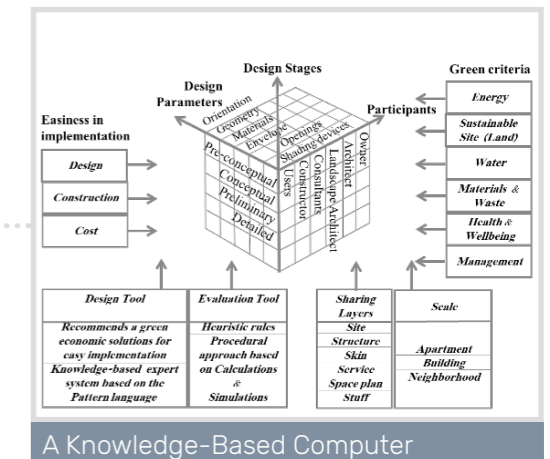 Design Stages
Design
Parameters
Participants
Green criteria
Orientation
Geometry
Materials
Envelope
Openings
Shading devices
Pre-conceptual
Conceptual
Preliminary
Detailed
Users
Constructor
Consultants
Landscape Architect
Architect
Owner
Easiness in
implementation
Design
Construction
Cost
Energy
Sustainable
Site (Land)
Water
Materials &
Waste
Health &
Wellbeing
Management
Design Tool
Recommends a green
economic solutions for
easy implementation
Knowledge-based expert
system based on the
Pattern language
Evaluation Tool
Heuristic rules
Procedural
approach based
on Calculations
&
Simulations
Sharing
Layers
Site
Structure
Skin
Service
Space plan
Stuff
Scale
Apartment
Building
Neighborhood
A Knowledge-Based Computer